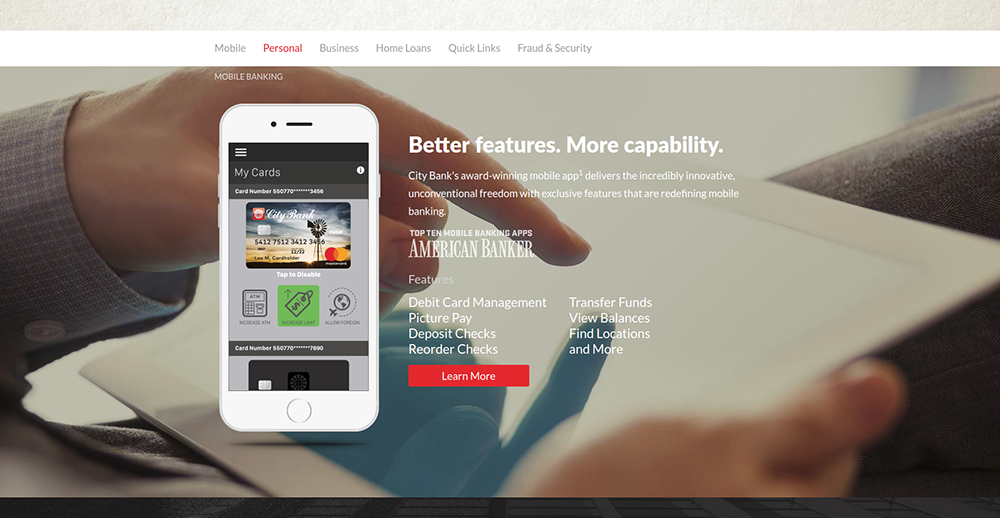 Mobile Personal Business Home Loans Quick Links Fraud & Security
MOBILE BANKING
My Cards
Card Number 550770*******3456
City Bank
5412 7512 3412 3456
12/22
Lee M. Cardholder
mastercard
Tap to Disable
ATM
INCREASE ATM INCREASE LIMIT ALLOW FOREIGN
Card Number 550770*******7890
Better features. More capability.
City Bank's award-winning mobile app1 delivers the incredibly innovative,
unconventional freedom with exclusive features that are redefining mobile
banking.
TOP TEN MOBILE BANKING APPS
AMERICAN BANKER
Features
Debit Card Management Transfer Funds
Picture Pay View Balances
Deposit Checks Find Locations
Reorder Checks and More
Learn More